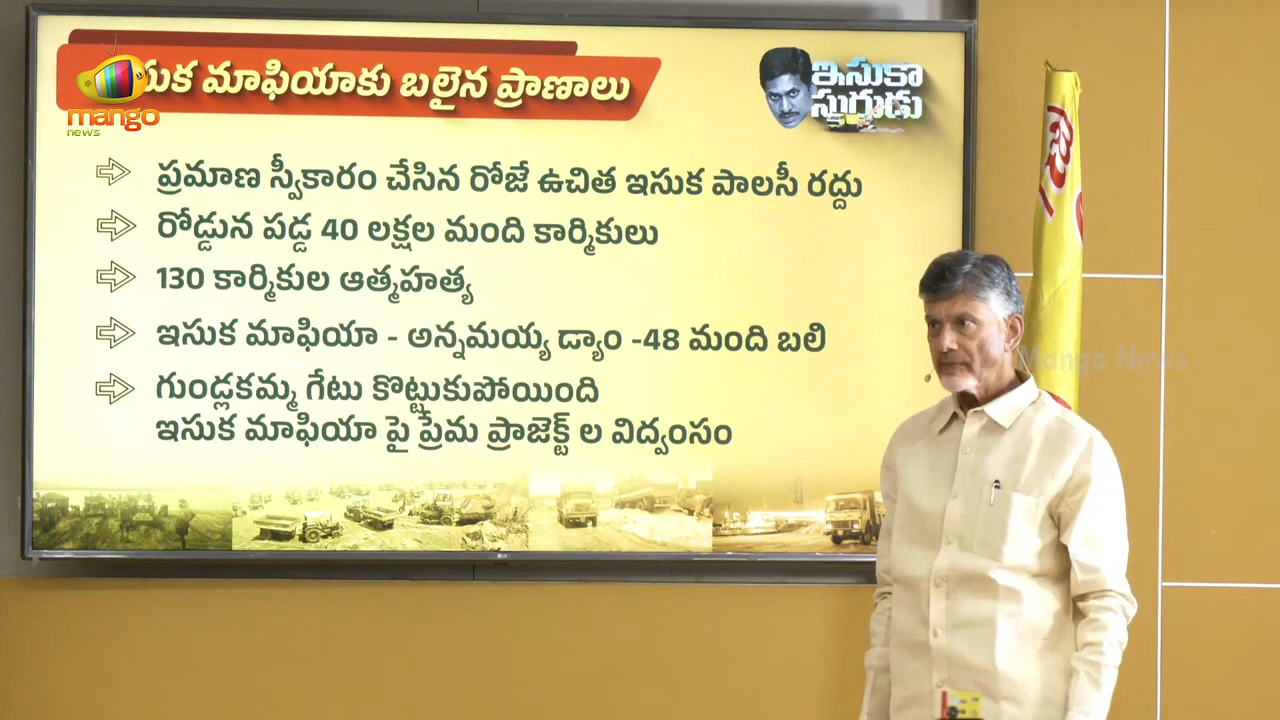 సుక మాఫియాకు బలైన ప్రాణాలు
mango
news
ఇసుకా
సురుడు
ప్రమాణ స్వీకారం చేసిన రోజే ఉచిత ఇసుక పాలసీ రద్దు
రోడ్డున పడ్డ 40 లక్షల మంది కార్మికులు
130 కార్మికుల ఆత్మహత్య
ఇసుక మాఫియా - అన్నమయ్య డ్యాం -48 మంది బలి
గుండ్లకమ్మ గేటు కొట్టుకుపోయింది
ఇసుక మాఫియా పై ప్రేమ ప్రాజెక్ట్ ల విద్వంసం
LG
Mango News